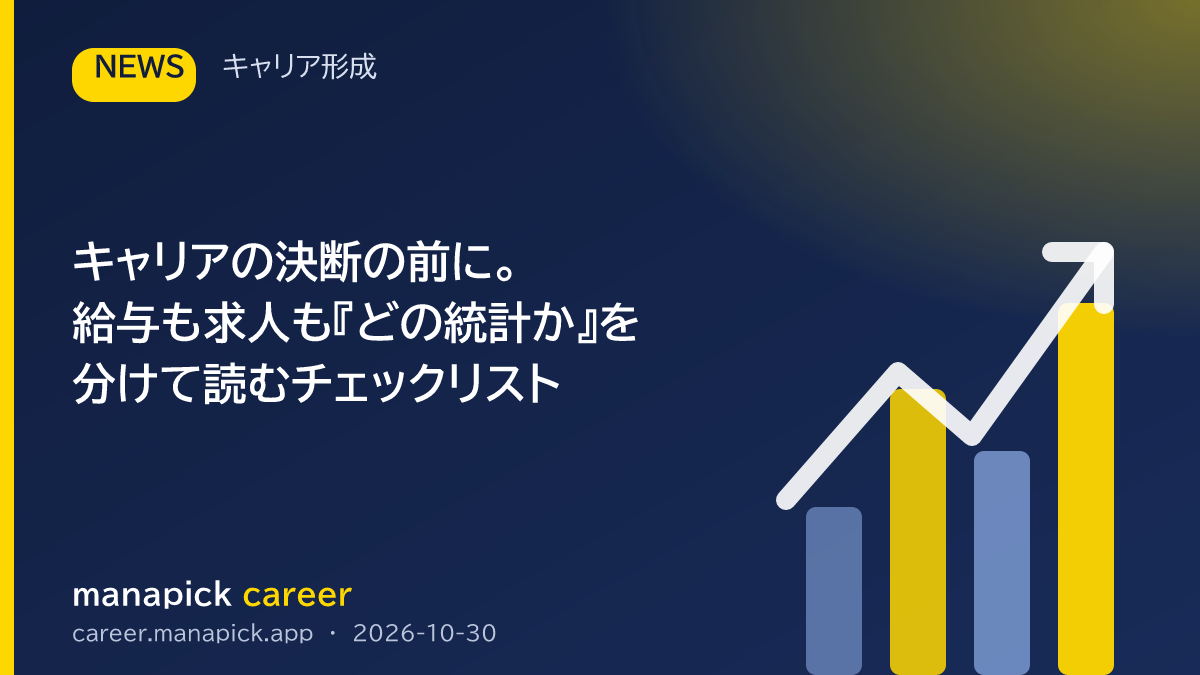 NEWS キャリア形成
キャリアの決断の前に。
給与も求人も『どの統計か』を
分けて読むチェックリスト
manapick career
career.manapick.app ・ 2026-10-30